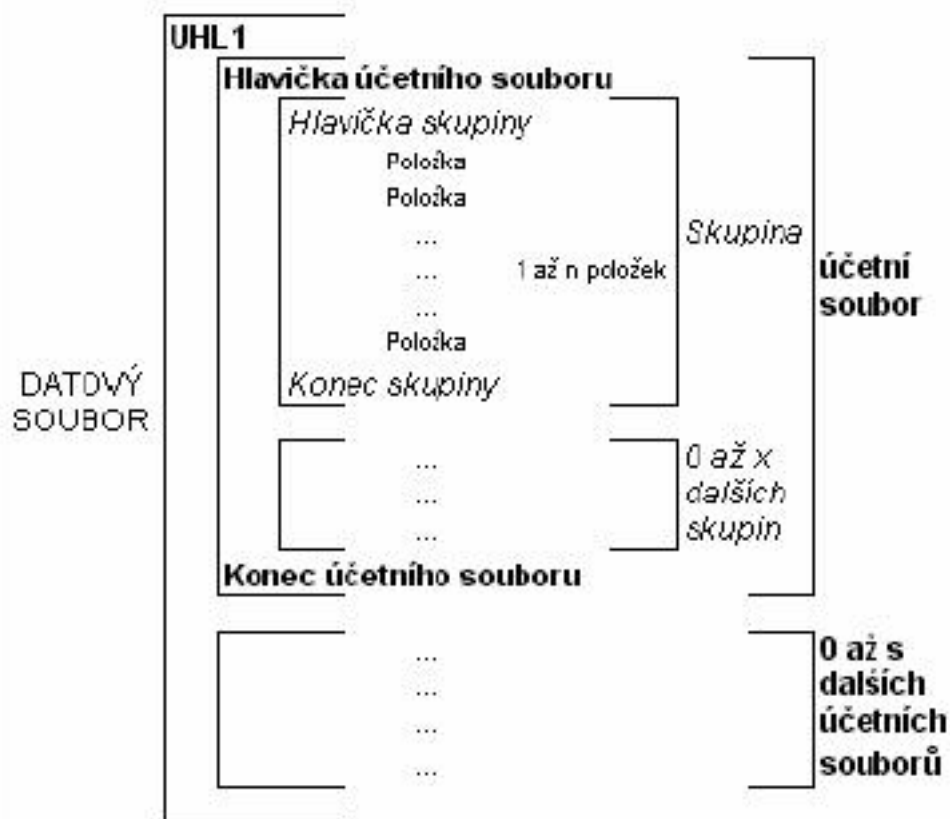 UHL1
Hlavička účetního souboru
Hlavička skupiny
Položka
Položka
...
...
1 až n položek
...
Položka
Konec skupiny
Skupina
účetní
soubor
DATOVÝ
SOUBOR
...
...
...
0 až x
dalších
skupin
Konec účetního souboru
...
...
...
...
0 až s
dalších
účetních
souborů